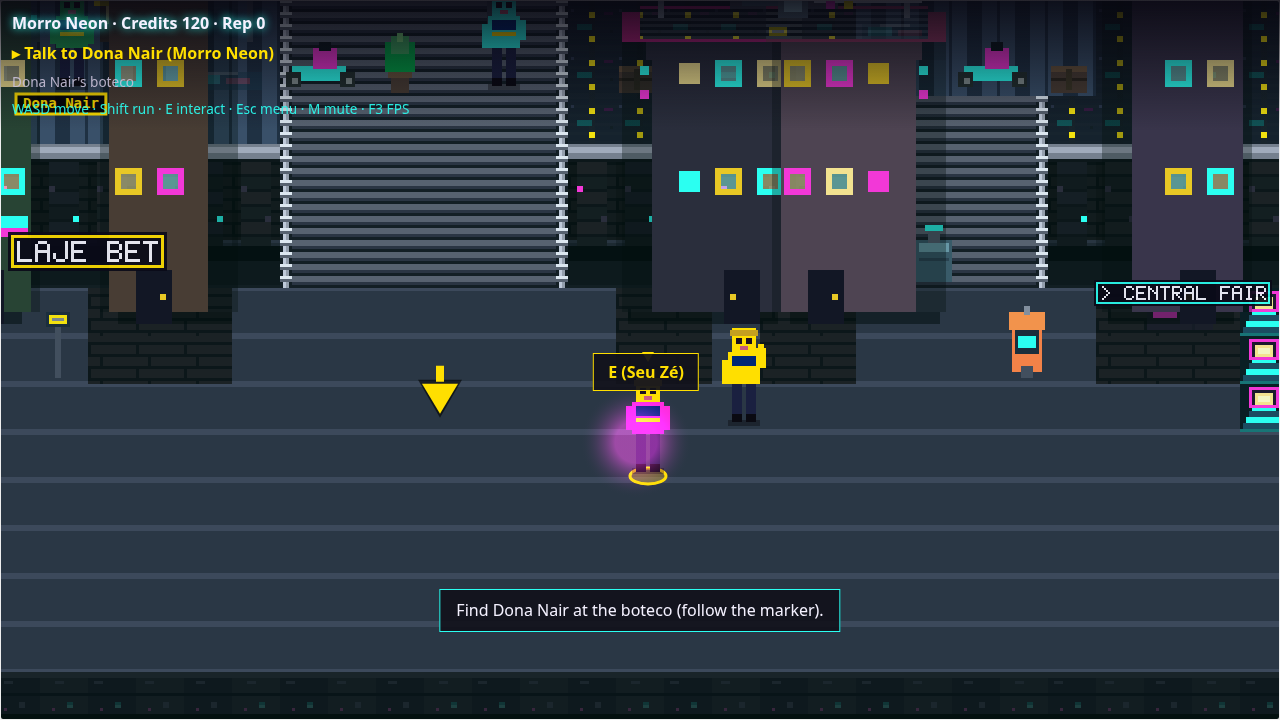 Morro Neon · Credits 120 · Rep 0
▸ Talk to Dona Nair (Morro Neon)
Dona Nair's boteco
Dona Nair
WASD move · Shift run · E interact · Esc menu · M mute · F3 FPS
LAJE BET
> CENTRAL FAIR
E (Seu Zé)
Find Dona Nair at the boteco (follow the marker).